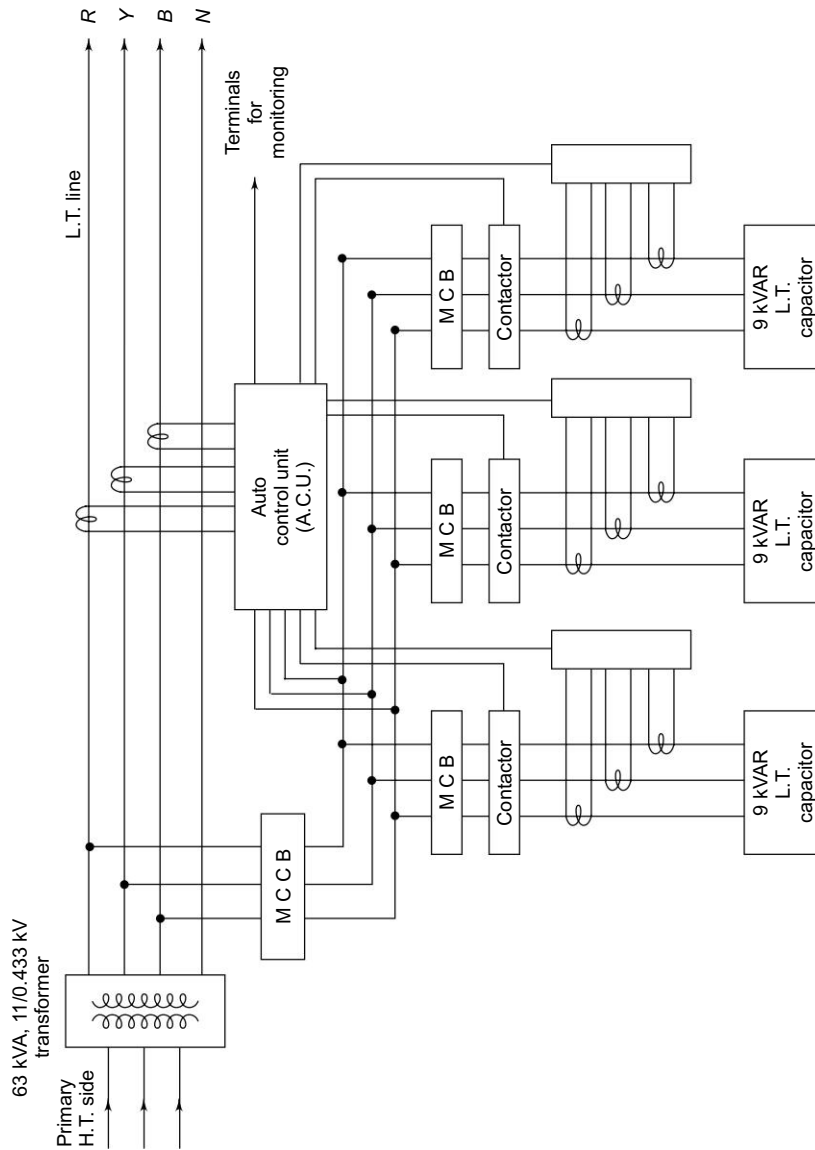 63 kVA, 11/0.433 kV
transformer
Primary
H.T. side
L.T. line
R
Y
B
N
Terminals
for
monitoring
Auto
control unit
(A.C.U.)
M C C B
M C B
Contactor
9 kVAR
L.T.
capacitor
M C B
Contactor
9 kVAR
L.T.
capacitor
M C B
Contactor
9 kVAR
L.T.
capacitor